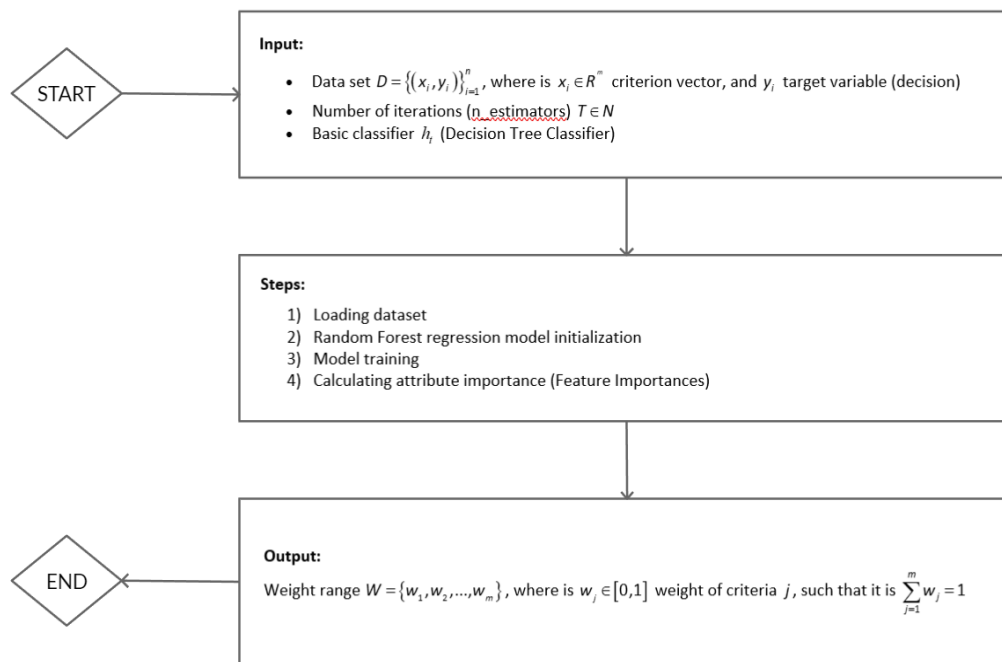 START
Input:
• Data set D = {(x_i, y_i)}_{i=1}^{n}, where is x_i ∈ R^m criterion vector, and y_i target variable (decision)
• Number of iterations (n_estimators) T ∈ N
• Basic classifier h_t (Decision Tree Classifier)
Steps:
1) Loading dataset
2) Random Forest regression model initialization
3) Model training
4) Calculating attribute importance (Feature Importances)
Output:
Weight range W = {w_1, w_2, ..., w_m}, where is w_j ∈ [0,1] weight of criteria j, such that it is ∑_{j=1}^{m} w_j = 1
END